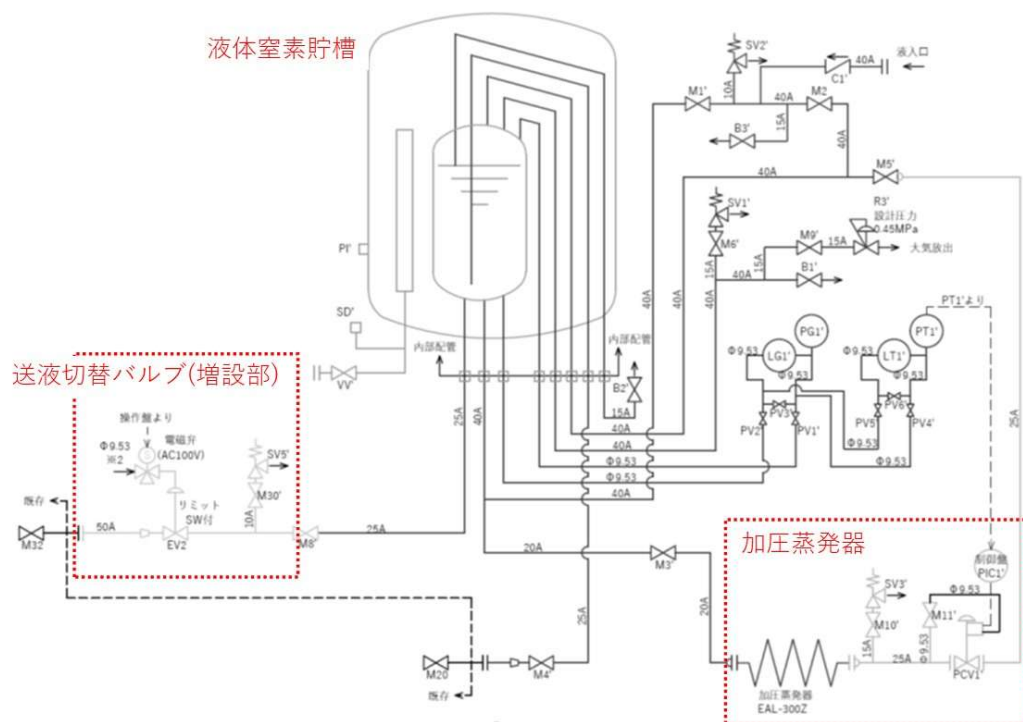 液体窒素貯槽
SV2'
10A
C1'
40A
液入口
M1'
40A
M2
15A
B3'
40A
40A
M5'
SV1'
R3'
設計圧力
0.45MPa
M6'
M9'
15A
大気放出
15A
15A
40A
B1'
40A
40A
40A
PI'
SD'
VV'
内部配管
内部配管
B2'
15A
PT1'より
PG1'
PT1'
Φ9.53
LG1'
Φ9.53
Φ9.53
LT1'
Φ9.53
PV3'
PV6'
PV2'
PV1'
PV5'
PV4'
25A
40A
40A
40A
Φ9.53
Φ9.53
Φ9.53
40A
25A
送液切替バルブ(増設部)
操作盤より
Φ9.53
※2
S
電磁弁
(AC100V)
SV5'
M30'
リミット
SW付
10A
既存
M32
50A
EV2
M8'
25A
20A
M3'
20A
25A
M20
M4'
既存
加圧蒸発器
制御盤
PIC1'
SV3'
Φ9.53
M10'
M11'
15A
25A
Φ9.53
PCV1'
加圧蒸発器
EAL-300Z